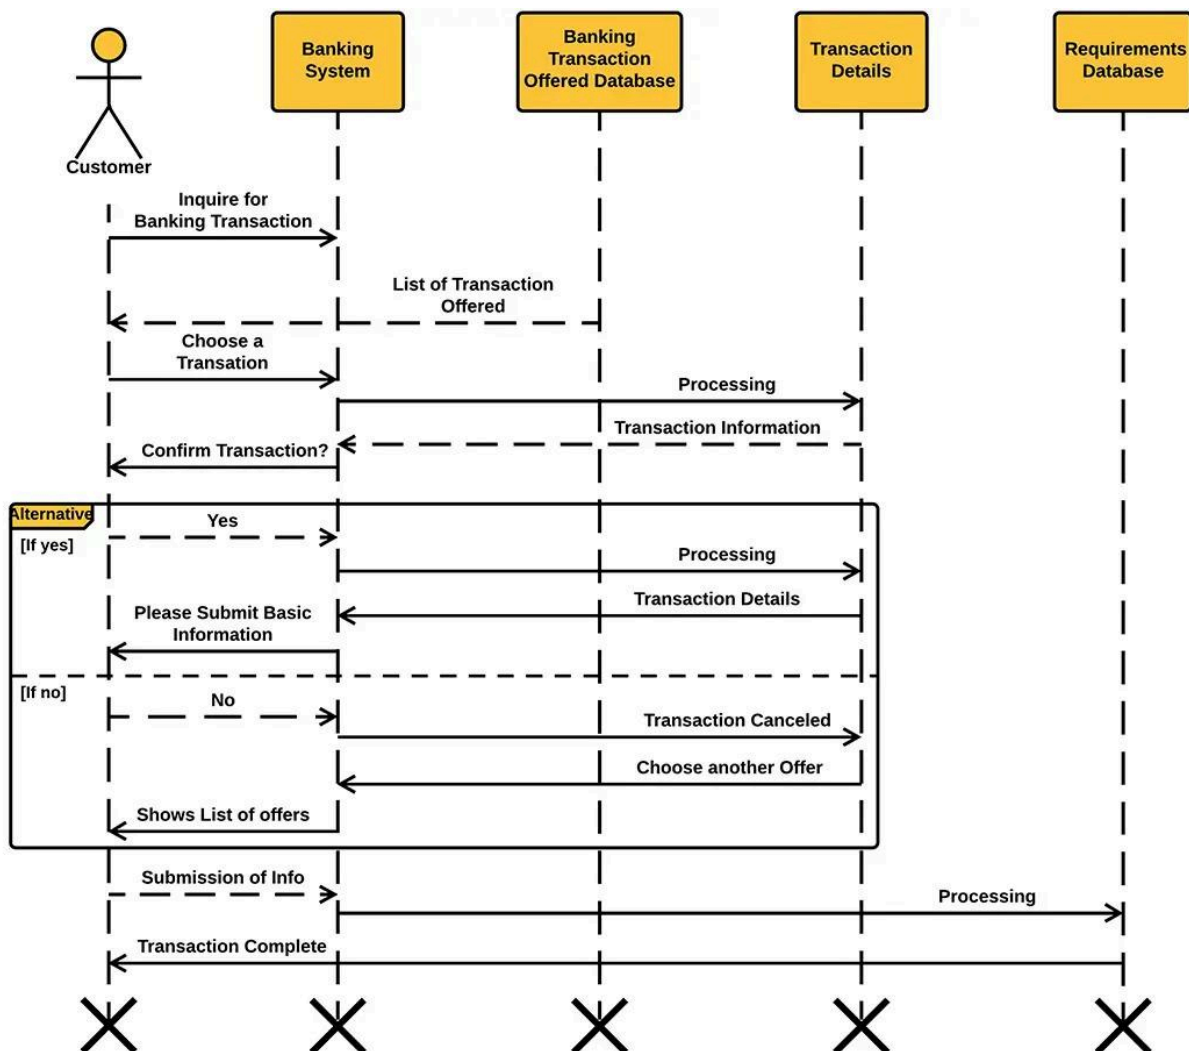 Banking
System
Banking
Transaction
Offered Database
Transaction
Details
Requirements
Database
Customer
Inquire for
Banking Transaction
List of Transaction
Offered
Choose a
Transation
Processing
Transaction Information
Confirm Transaction?
Alternative
[If yes]
Yes
Processing
Transaction Details
Please Submit Basic
Information
[If no]
No
Transaction Canceled
Choose another Offer
Shows List of offers
Submission of Info
Processing
Transaction Complete